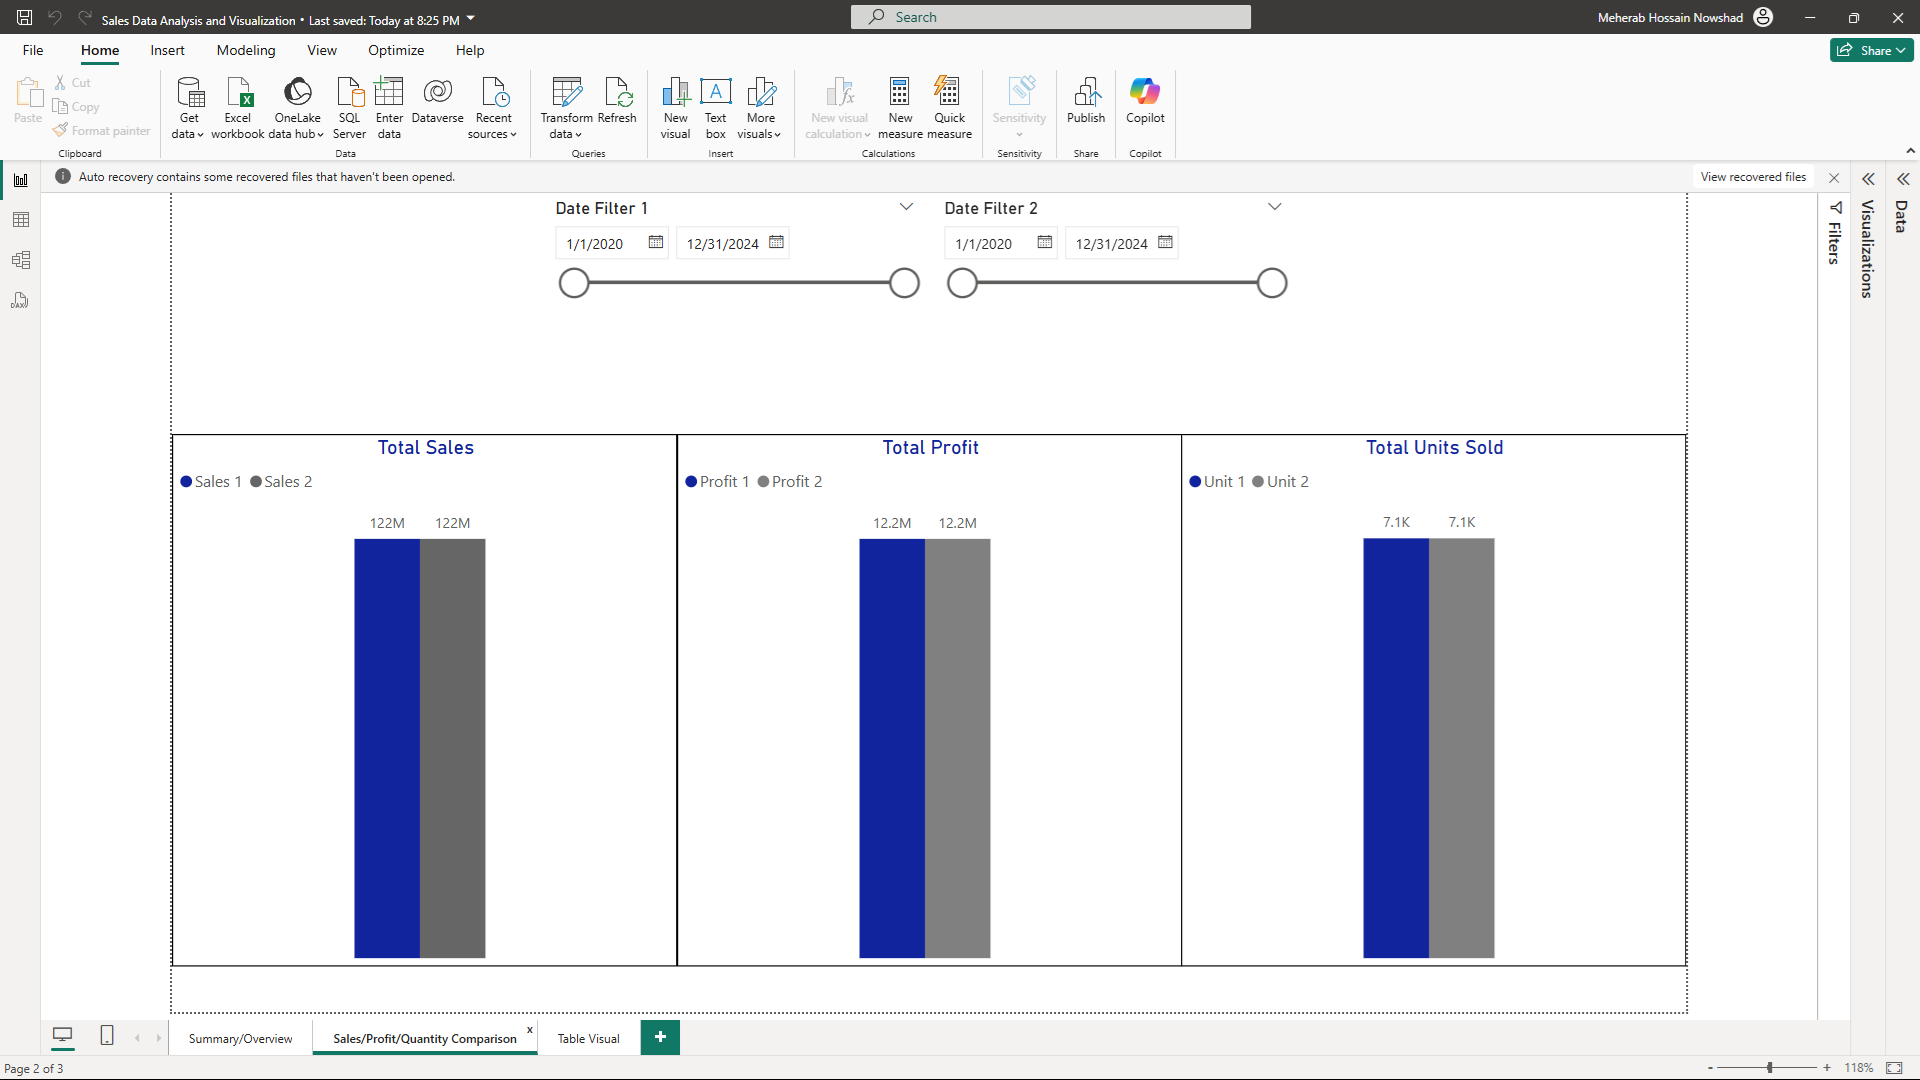 Sales Data Analysis and Visualization • Last saved: Today at 8:25 PM
Search
Meherab Hossain Nowshad
File
Home
Insert
Modeling
View
Optimize
Help
Share
Paste
Cut
Copy
Format painter
Clipboard
Get data
Excel workbook
OneLake data hub
SQL Server
Enter data
Dataverse
Recent sources
Data
Transform data
Refresh
Queries
New visual
Text box
More visuals
Insert
New visual calculation
New measure
Quick measure
Calculations
Sensitivity
Sensitivity
Publish
Share
Copilot
Copilot
Auto recovery contains some recovered files that haven't been opened.
View recovered files
Filters
Visualizations
Data
DAX
Date Filter 1
1/1/2020
12/31/2024
Date Filter 2
1/1/2020
12/31/2024
Total Sales
Sales 1
Sales 2
122M
122M
Total Profit
Profit 1
Profit 2
12.2M
12.2M
Total Units Sold
Unit 1
Unit 2
7.1K
7.1K
Summary/Overview
Sales/Profit/Quantity Comparison
x
Table Visual
+
Page 2 of 3
-
+
118%